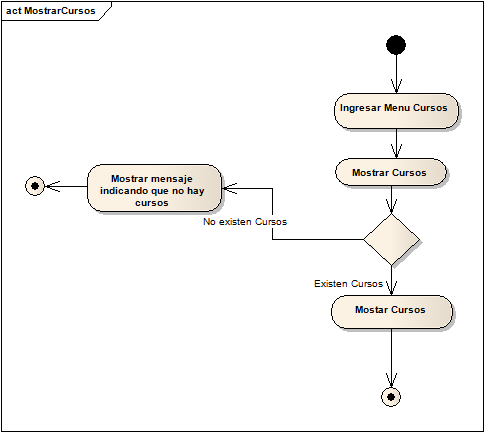 act MostrarCursos
Ingresar Menu Cursos
Mostrar Cursos
Mostrar mensaje
indicando que no hay
cursos
No existen Cursos
Existen Cursos
Mostar Cursos